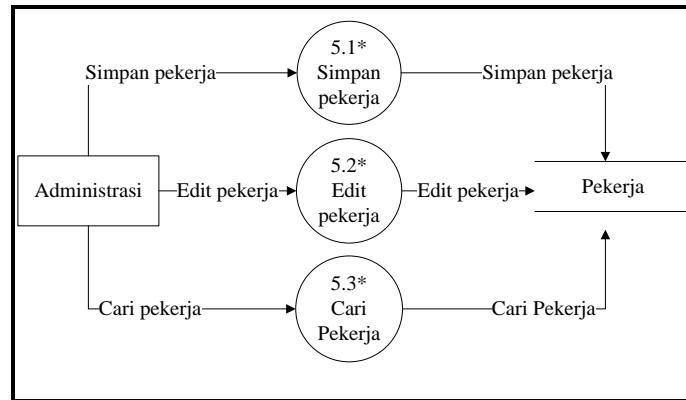 5.1*
Simpan
pekerja
Simpan pekerja
Simpan pekerja
Administrasi
Edit pekerja
5.2*
Edit
pekerja
Edit pekerja
Pekerja
Cari pekerja
5.3*
Cari
Pekerja
Cari Pekerja